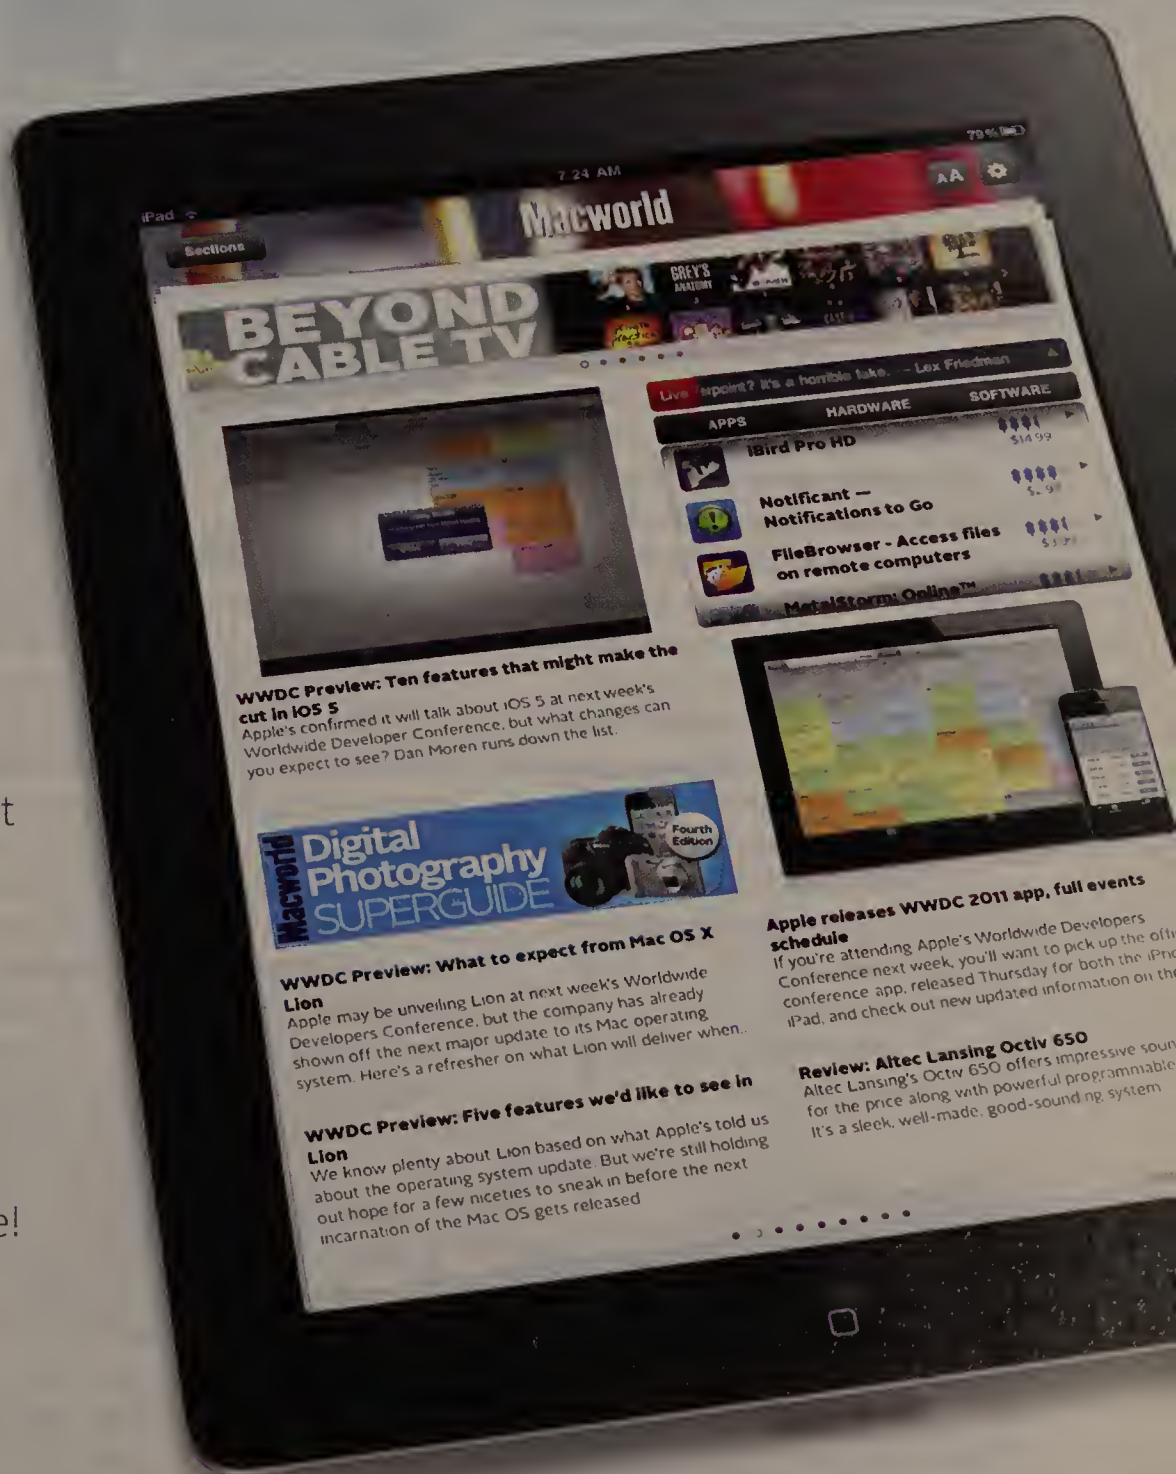 iPad
7 24 AM
79%
Sections
Macworld
AA
BEYOND
CABLE TV
GREY'S
ANATOMY
Live
It's a horrible
– Lex Friedman
APPS
HARDWARE
SOFTWARE
iBird Pro HD
$14 99
Notificant —
Notifications to Go
FileBrowser - Access files
on remote computers
MetalStorm: Online™
WWDC Preview: Ten features that might make the
cut in iOS 5
Apple's confirmed it will talk about iOS 5 at next week's
Worldwide Developer Conference, but what changes can
you expect to see? Dan Moren runs down the list.
Macworld
Digital
Photography
SUPERGUIDE
Fourth
Edition
WWDC Preview: What to expect from Mac OS X
Lion
Apple may be unveiling Lion at next week's Worldwide
Developers Conference, but the company has already
shown off the next major update to its Mac operating
system. Here's a refresher on what Lion will deliver when..
WWDC Preview: Five features we'd like to see in
Lion
We know plenty about Lion based on what Apple's told us
about the operating system update. But we're still holding
out hope for a few niceties to sneak in before the next
incarnation of the Mac OS gets released
Apple releases WWDC 2011 app, full events
schedule
If you're attending Apple's Worldwide Developers
Conference next week, you'll want to pick up the
conference app, released Thursday for both the
iPad, and check out new updated information on the
Review: Altec Lansing Octiv 650
Altec Lansing's Octiv 650 offers impressive soun
for the price along with powerful programmable
It's a sleek, well-made, good-sounding system
t
e!